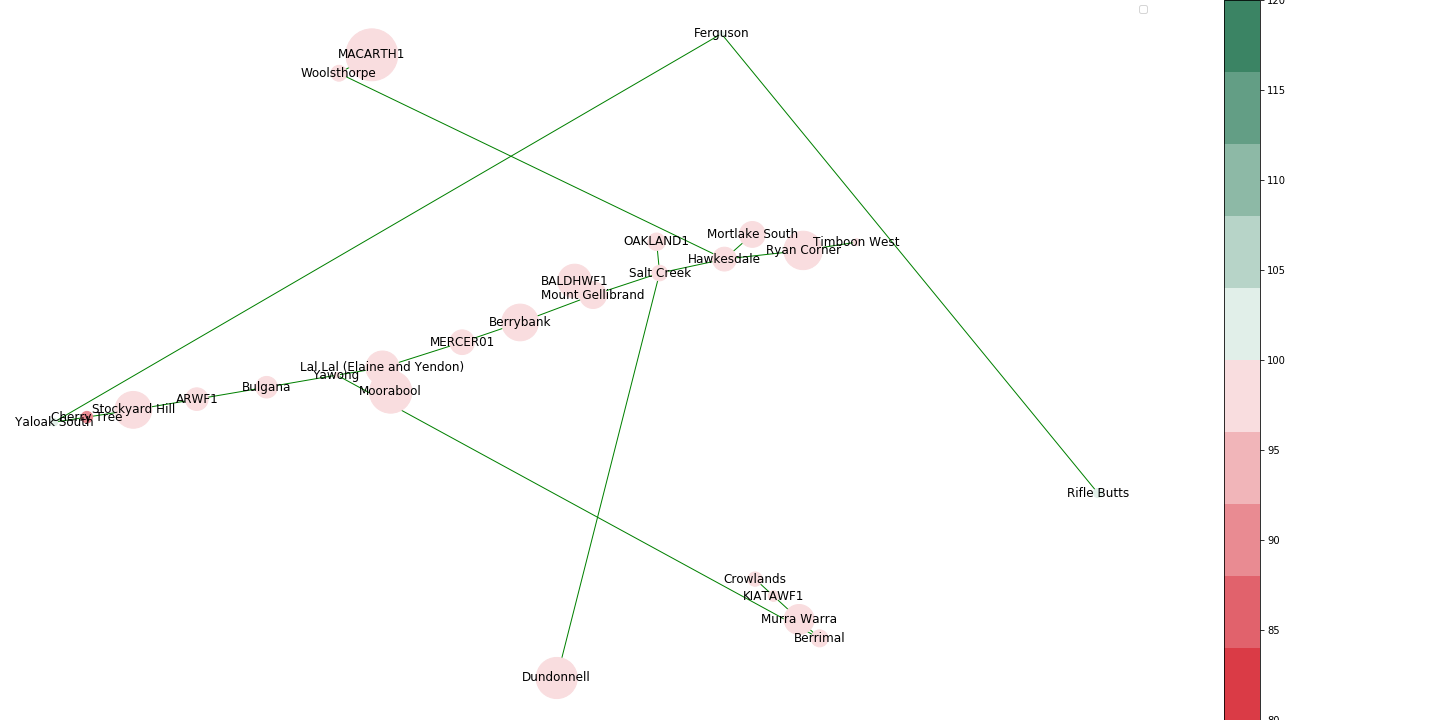 120
Ferguson
MACARTH1
Woolsthorpe
115
110
Mortlake South
OAKLAND1
Timboon West
Ryan Corner
Hawkesdale
Salt Creek
105
BALDHWF1
Mount Gellibrand
Berrybank
MERCER01
100
Lal Lal (Elaine and Yendon)
Yawong
Bulgana
Moorabool
ARWF1
Stockyard Hill
Cherry Tree
Yaloak South
95
Rifle Butts
90
Crowlands
KIATAWF1
Murra Warra
85
Berrimal
Dundonnell
80